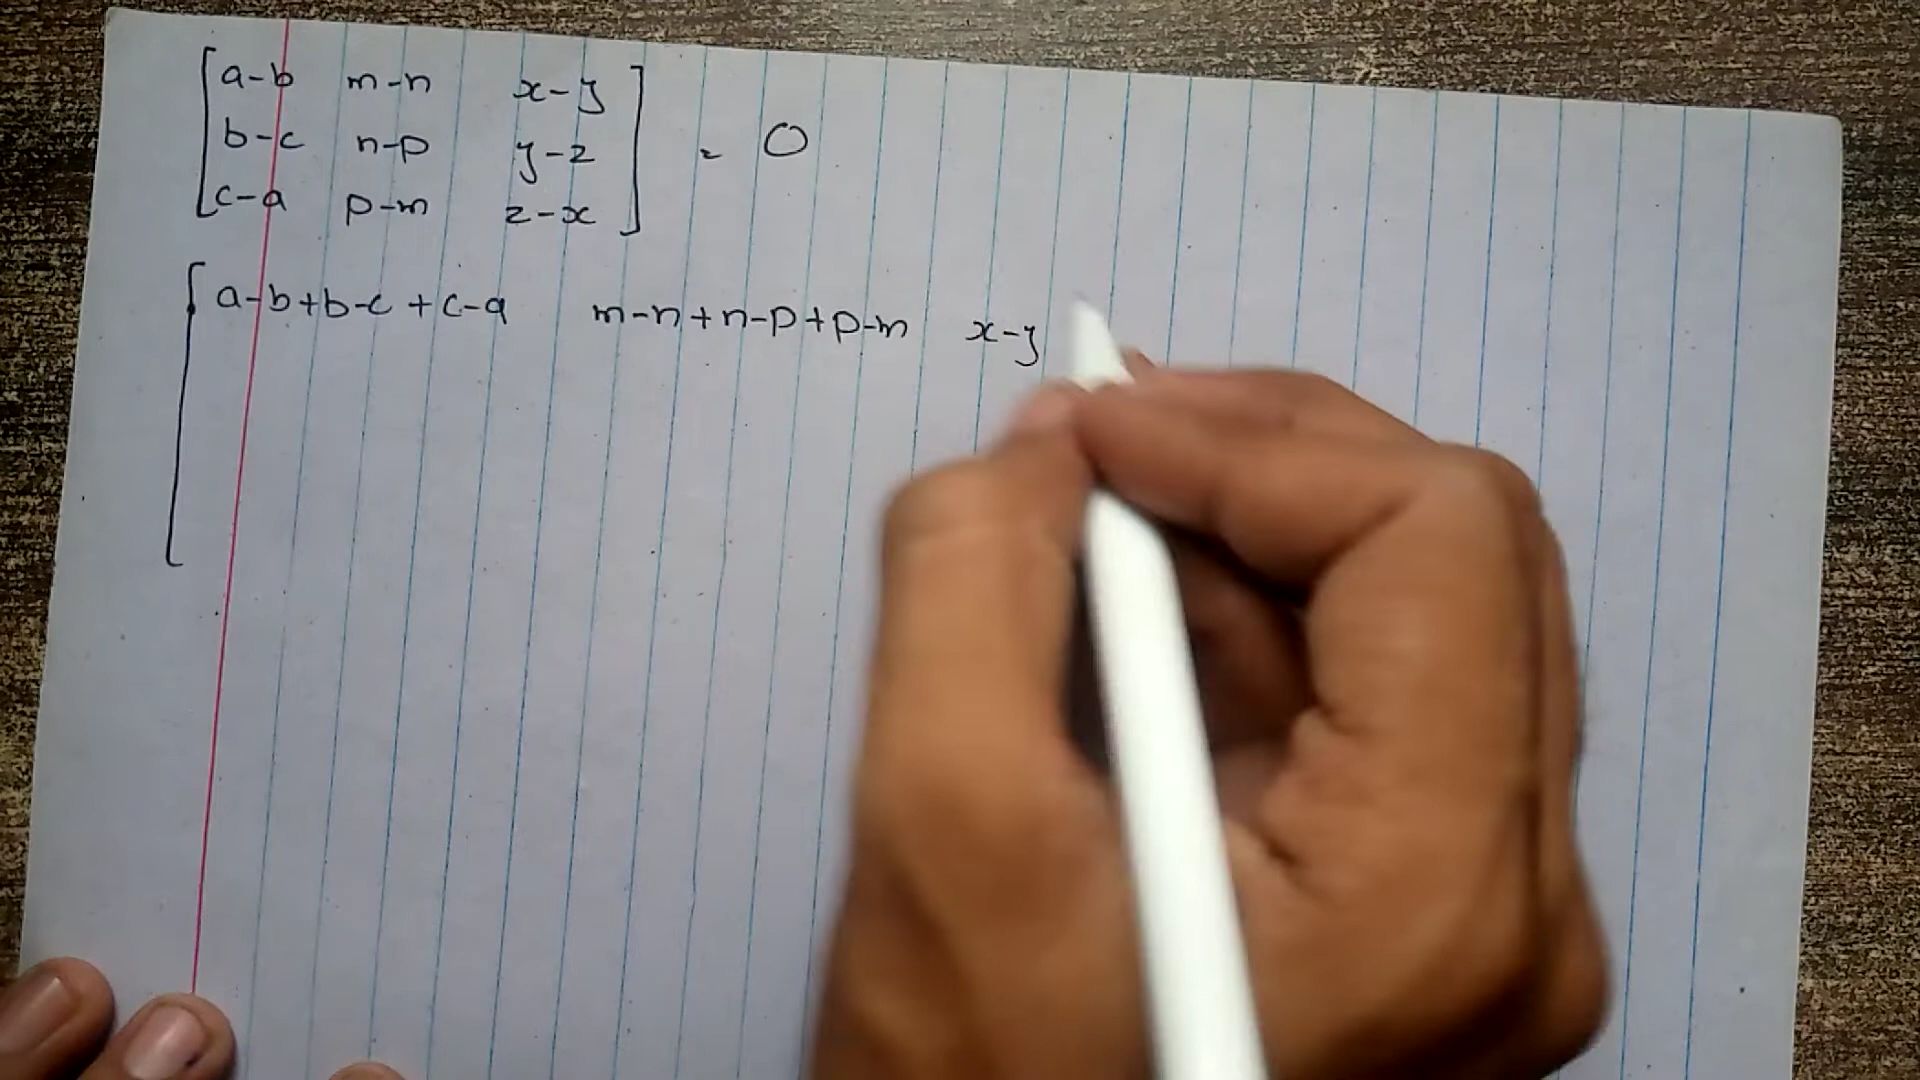 a-b m-n x-y
b-c n-p y-z = 0
c-a p-m z-x
a-b+b-c+c-a m-n+n-p+p-m x-y